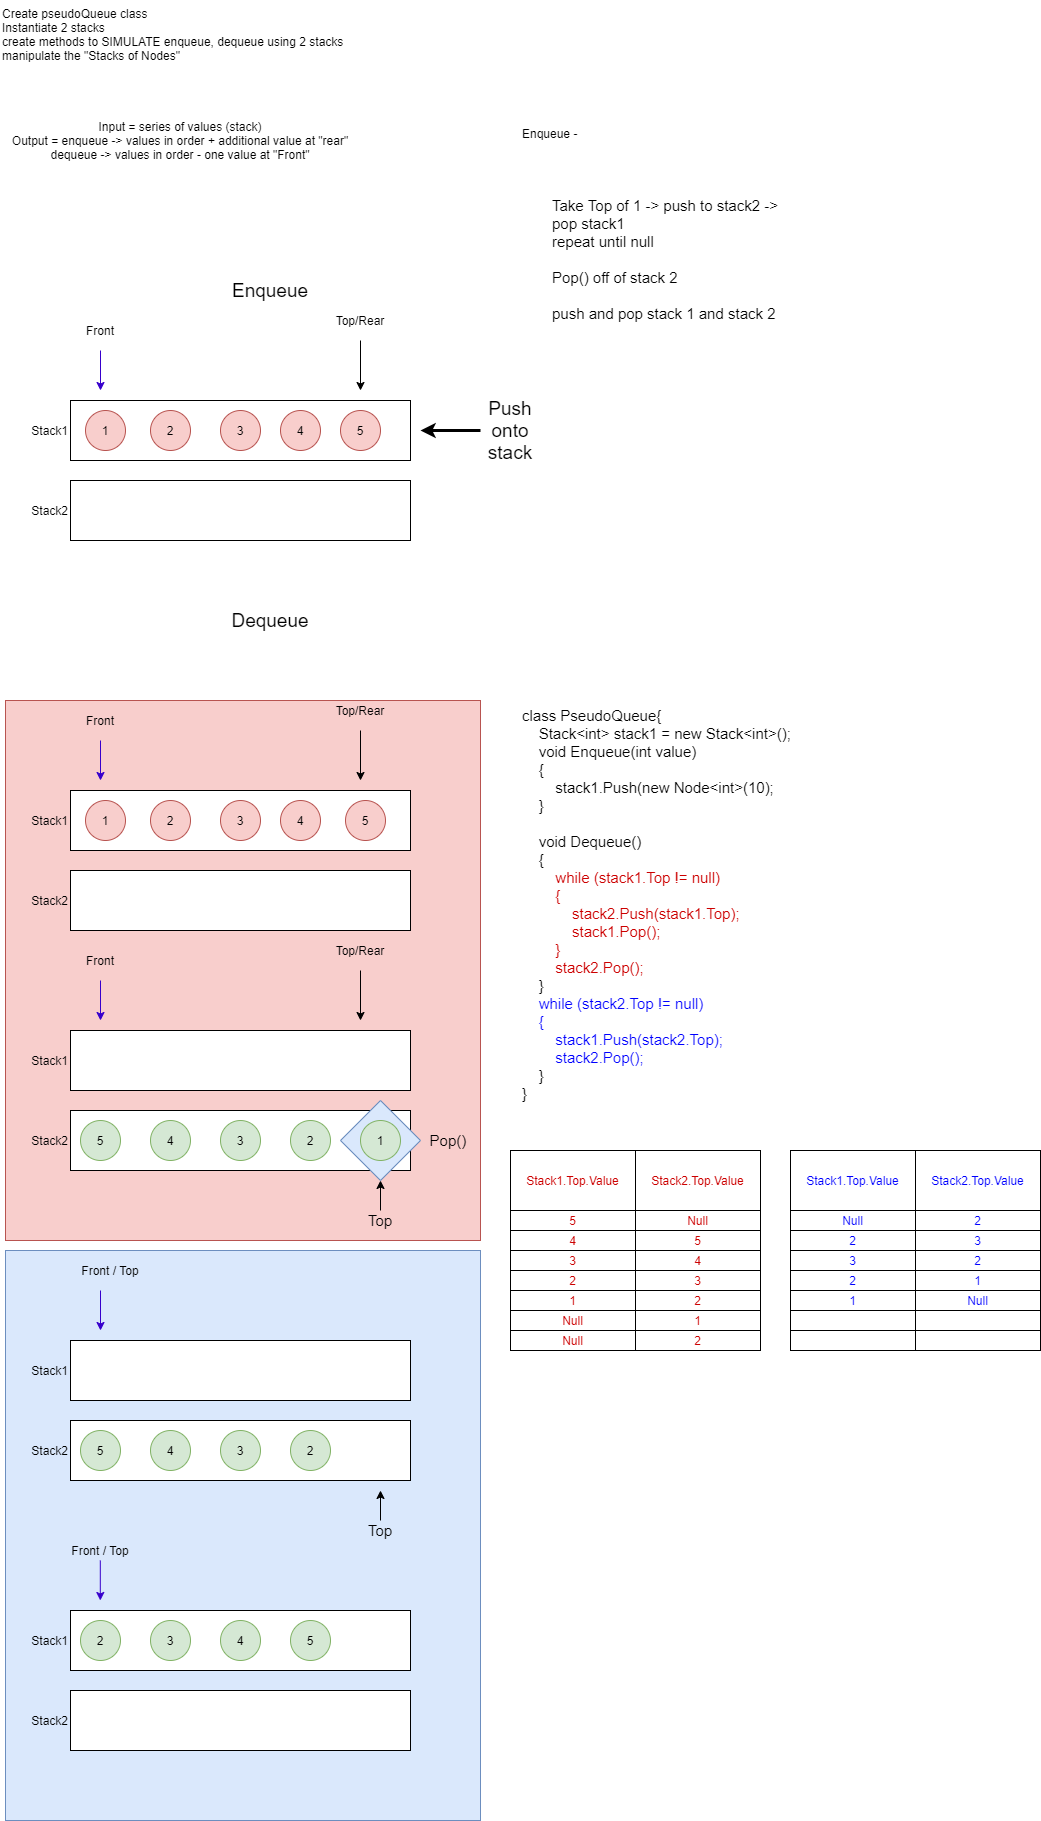 Create pseudoQueue class
Instantiate 2 stacks
create methods to SIMULATE enqueue, dequeue using 2 stacks
manipulate the "Stacks of Nodes"
Input = series of values (stack)
Output = enqueue -> values in order + additional value at "rear"
dequeue -> values in order - one value at "Front"
Enqueue -
Take Top of 1 -> push to stack2 ->
pop stack1
repeat until null
Pop() off of stack 2
push and pop stack 1 and stack 2
Enqueue
Front
Top/Rear
Stack1
1 2 3 4 5
Push
onto
stack
Stack2
Dequeue
Front
Top/Rear
Stack1
1 2 3 4 5
Stack2
Front
Top/Rear
Stack1
Stack2
5 4 3 2 1
Pop()
Top
class PseudoQueue{
Stack<int> stack1 = new Stack<int>();
void Enqueue(int value)
{
stack1.Push(new Node<int>(10);
}
void Dequeue()
{
while (stack1.Top != null)
{
stack2.Push(stack1.Top);
stack1.Pop();
}
stack2.Pop();
}
while (stack2.Top != null)
{
stack1.Push(stack2.Top);
stack2.Pop();
}
}
Stack1.Top.Value Stack2.Top.Value
5 Null
4 5
3 4
2 3
1 2
Null 1
Null 2
Stack1.Top.Value Stack2.Top.Value
Null 2
2 3
3 2
2 1
1 Null
Front / Top
Stack1
Stack2
5 4 3 2
Top
Front / Top
Stack1
2 3 4 5
Stack2